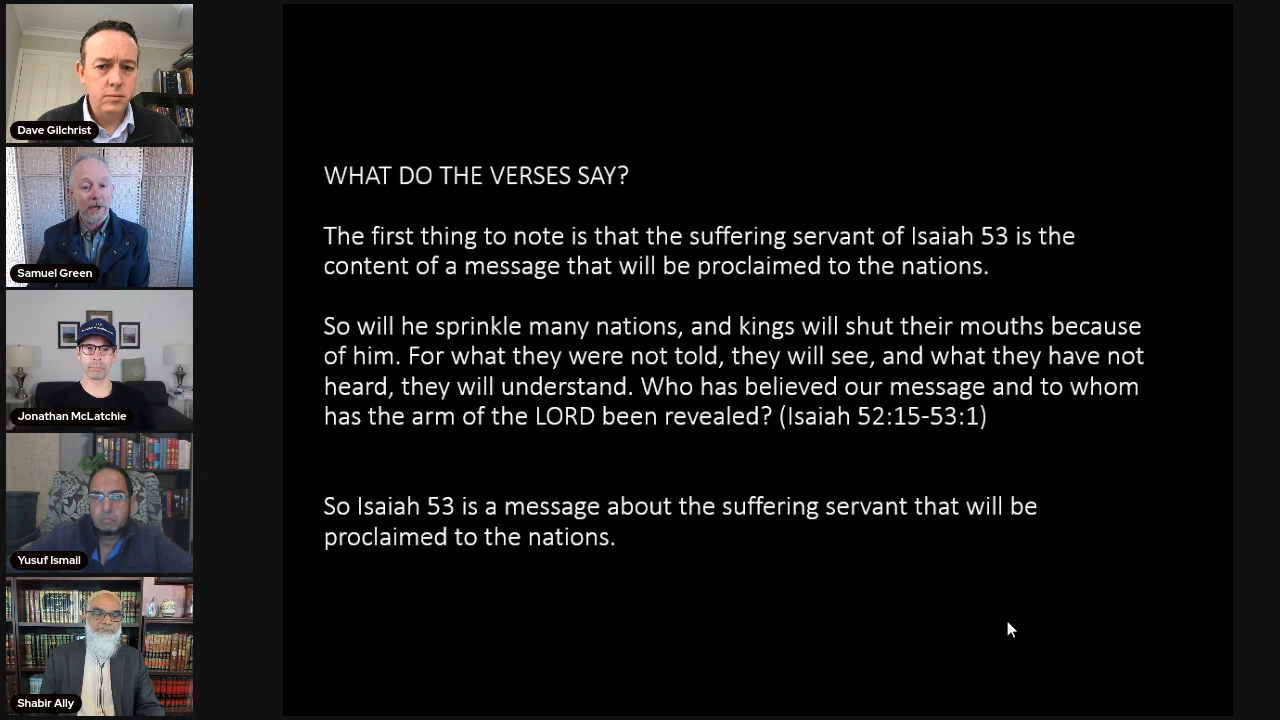 Dave Gilchrist
Samuel Green
Jonathan McLatchie
Yusuf Ismail
Shabir Ally
WHAT DO THE VERSES SAY?
The first thing to note is that the suffering servant of Isaiah 53 is the
content of a message that will be proclaimed to the nations.
So will he sprinkle many nations, and kings will shut their mouths because
of him. For what they were not told, they will see, and what they have not
heard, they will understand. Who has believed our message and to whom
has the arm of the LORD been revealed? (Isaiah 52:15-53:1)
So Isaiah 53 is a message about the suffering servant that will be
proclaimed to the nations.